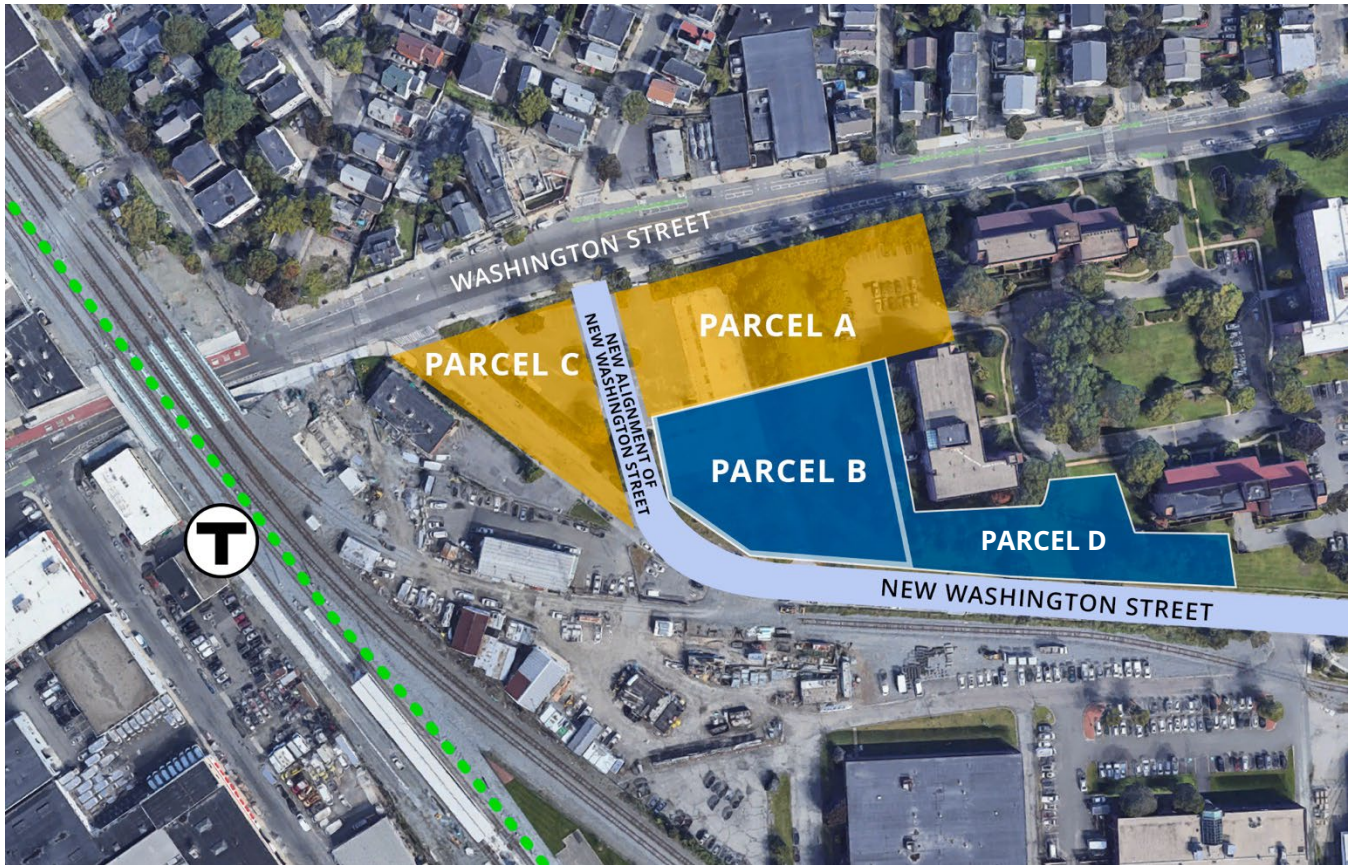 WASHINGTON STREET
PARCEL A
PARCEL C
NEW ALIGNMENT OF
NEW WASHINGTON STREET
PARCEL B
PARCEL D
T
NEW WASHINGTON STREET